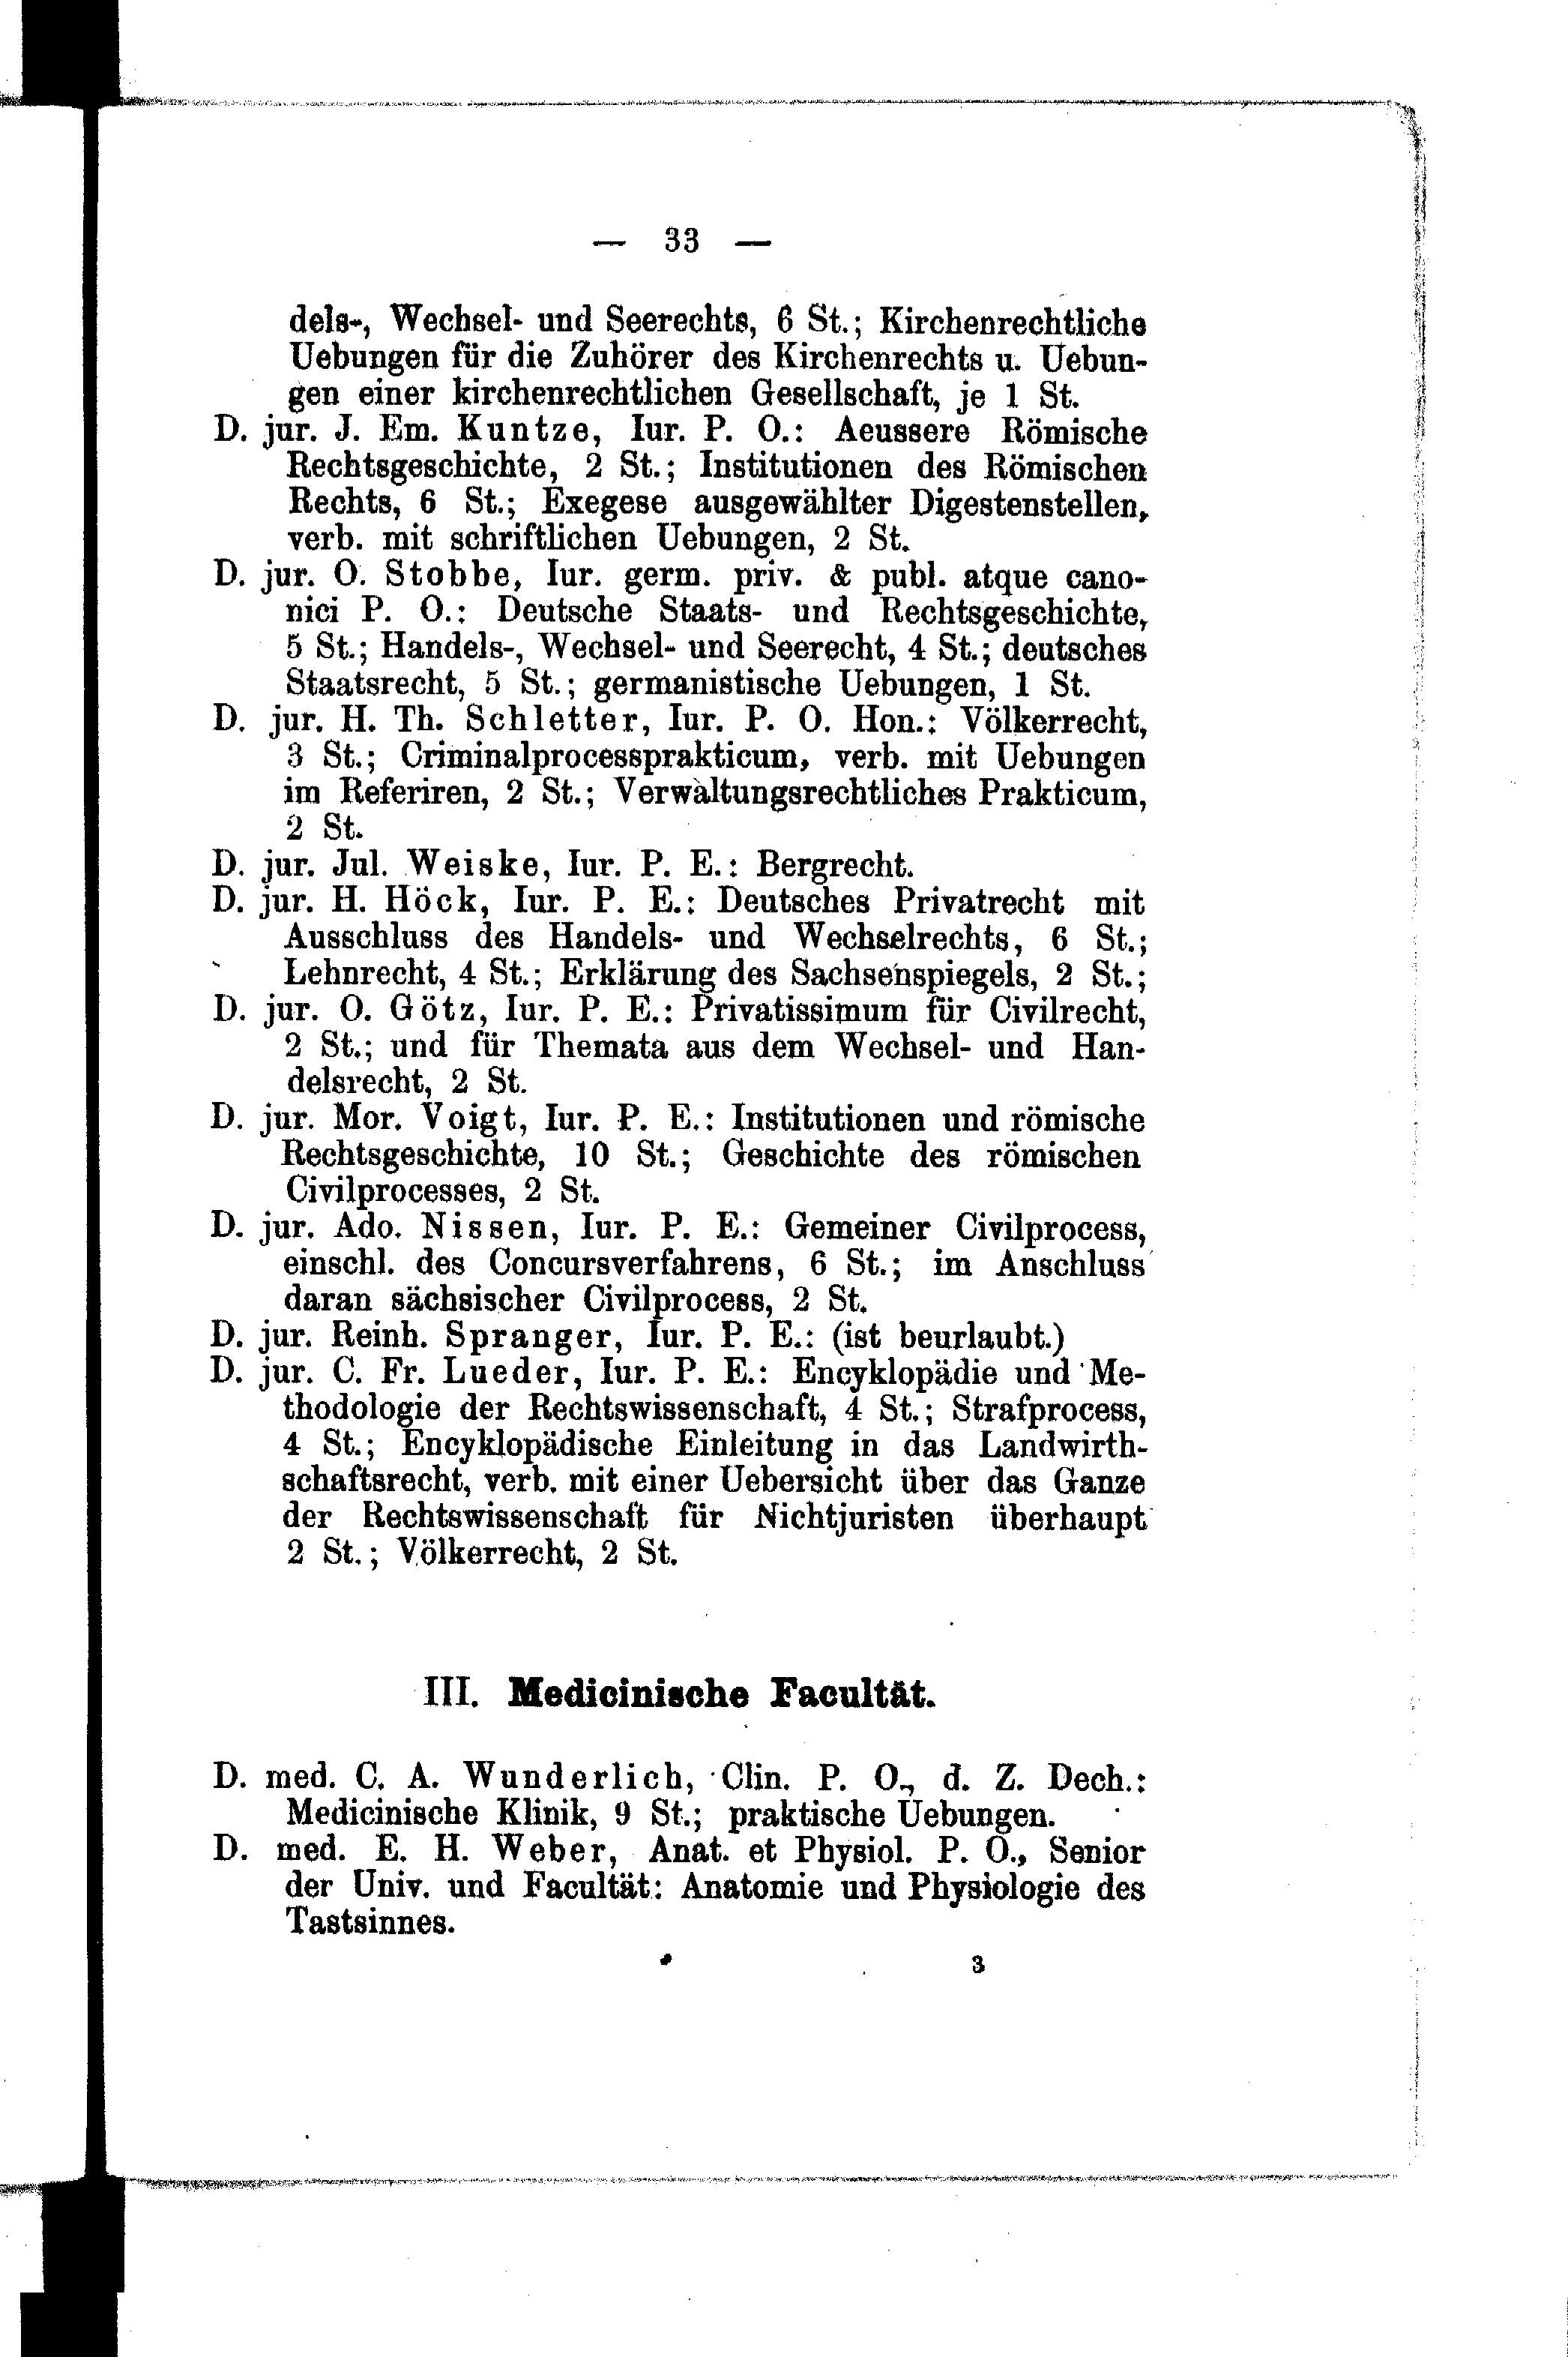 — 33 —
dels-, Wechsel- und Seerechts, 6 St.; Kirchenrechtliche
Uebungen für die Zuhörer des Kirchenrechts u. Uebun-
gen einer kirchenrechtlichen Gesellschaft, je 1 St.
D. jur. J. Em. Kuntze, Iur. P. O.: Aeussere Römische
Rechtsgeschichte, 2 St.; Institutionen des Römischen
Rechts, 6 St.; Exegese ausgewählter Digestenstellen,
verb. mit schriftlichen Uebungen, 2 St.
D. jur. O. Stobbe, Iur. germ. priv. & publ. atque cano-
nici P. O.: Deutsche Staats- und Rechtsgeschichte,
5 St.; Handels-, Wechsel- und Seerecht, 4 St.; deutsches
Staatsrecht, 5 St.; germanistische Uebungen, 1 St.
D. jur. H. Th. Schletter, Iur. P. O. Hon.: Völkerrecht,
3 St.; Criminalprocessprakticum, verb. mit Uebungen
im Referiren, 2 St.; Verwaltungsrechtliches Prakticum,
2 St.
D. jur. Jul. Weiske, Iur. P. E.: Bergrecht.
D. jur. H. Höck, Iur. P. E.: Deutsches Privatrecht mit
Ausschluss des Handels- und Wechselrechts, 6 St.;
Lehnrecht, 4 St.; Erklärung des Sachsenspiegels, 2 St.;
D. jur. O. Götz, Iur. P. E.: Privatissimum für Civilrecht,
2 St.; und für Themata aus dem Wechsel- und Han-
delsrecht, 2 St.
D. jur. Mor. Voigt, Iur. P. E.: Institutionen und römische
Rechtsgeschichte, 10 St.; Geschichte des römischen
Civilprocesses, 2 St.
D. jur. Ado. Nissen, Iur. P. E.: Gemeiner Civilprocess,
einschl. des Concursverfahrens, 6 St.; im Anschluss
daran sächsischer Civilprocess, 2 St.
D. jur. Reinh. Spranger, Iur. P. E.: (ist beurlaubt.)
D. jur. C. Fr. Lueder, Iur. P. E.: Encyklopädie und Me-
thodologie der Rechtswissenschaft, 4 St.; Strafprocess,
4 St.; Encyklopädische Einleitung in das Landwirth-
schaftsrecht, verb. mit einer Uebersicht über das Ganze
der Rechtswissenschaft für Nichtjuristen überhaupt
2 St.; Völkerrecht, 2 St.
III. Medicinische Facultät.
D. med. C. A. Wunderlich, Clin. P. O., d. Z. Dech.:
Medicinische Klinik, 9 St.; praktische Uebungen.
D. med. E. H. Weber, Anat. et Physiol. P. O., Senior
der Univ. und Facultät: Anatomie und Physiologie des
Tastsinnes.
3